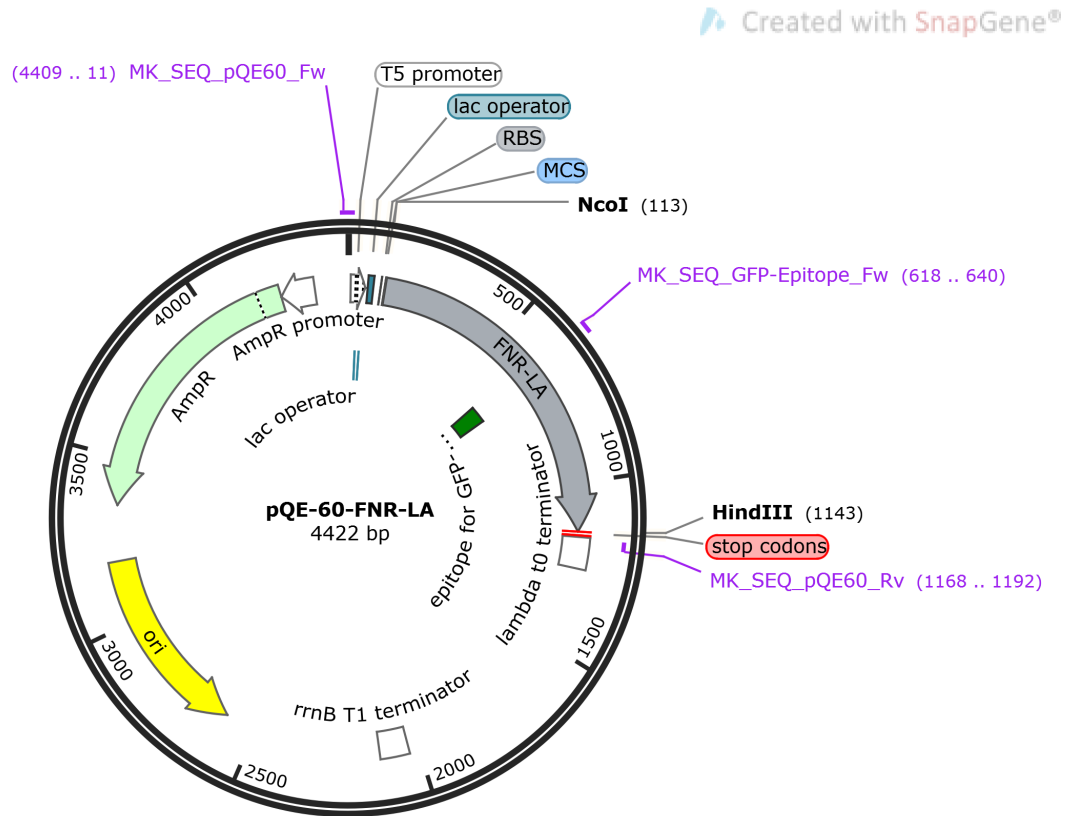 Created with SnapGene®
(4409 .. 11) MK_SEQ_pQE60_Fw
T5 promoter
lac operator
RBS
MCS
NcoI (113)
MK_SEQ_GFP-Epitope_Fw (618 .. 640)
500
4000
AmpR promoter
FNR-LA
AmpR
lac operator
1000
3500
epitope for GFP-...
lambda t0 terminator
pQE-60-FNR-LA
4422 bp
HindIII (1143)
stop codons
MK_SEQ_pQE60_Rv (1168 .. 1192)
ori
3000
1500
rrnB T1 terminator
2500
2000